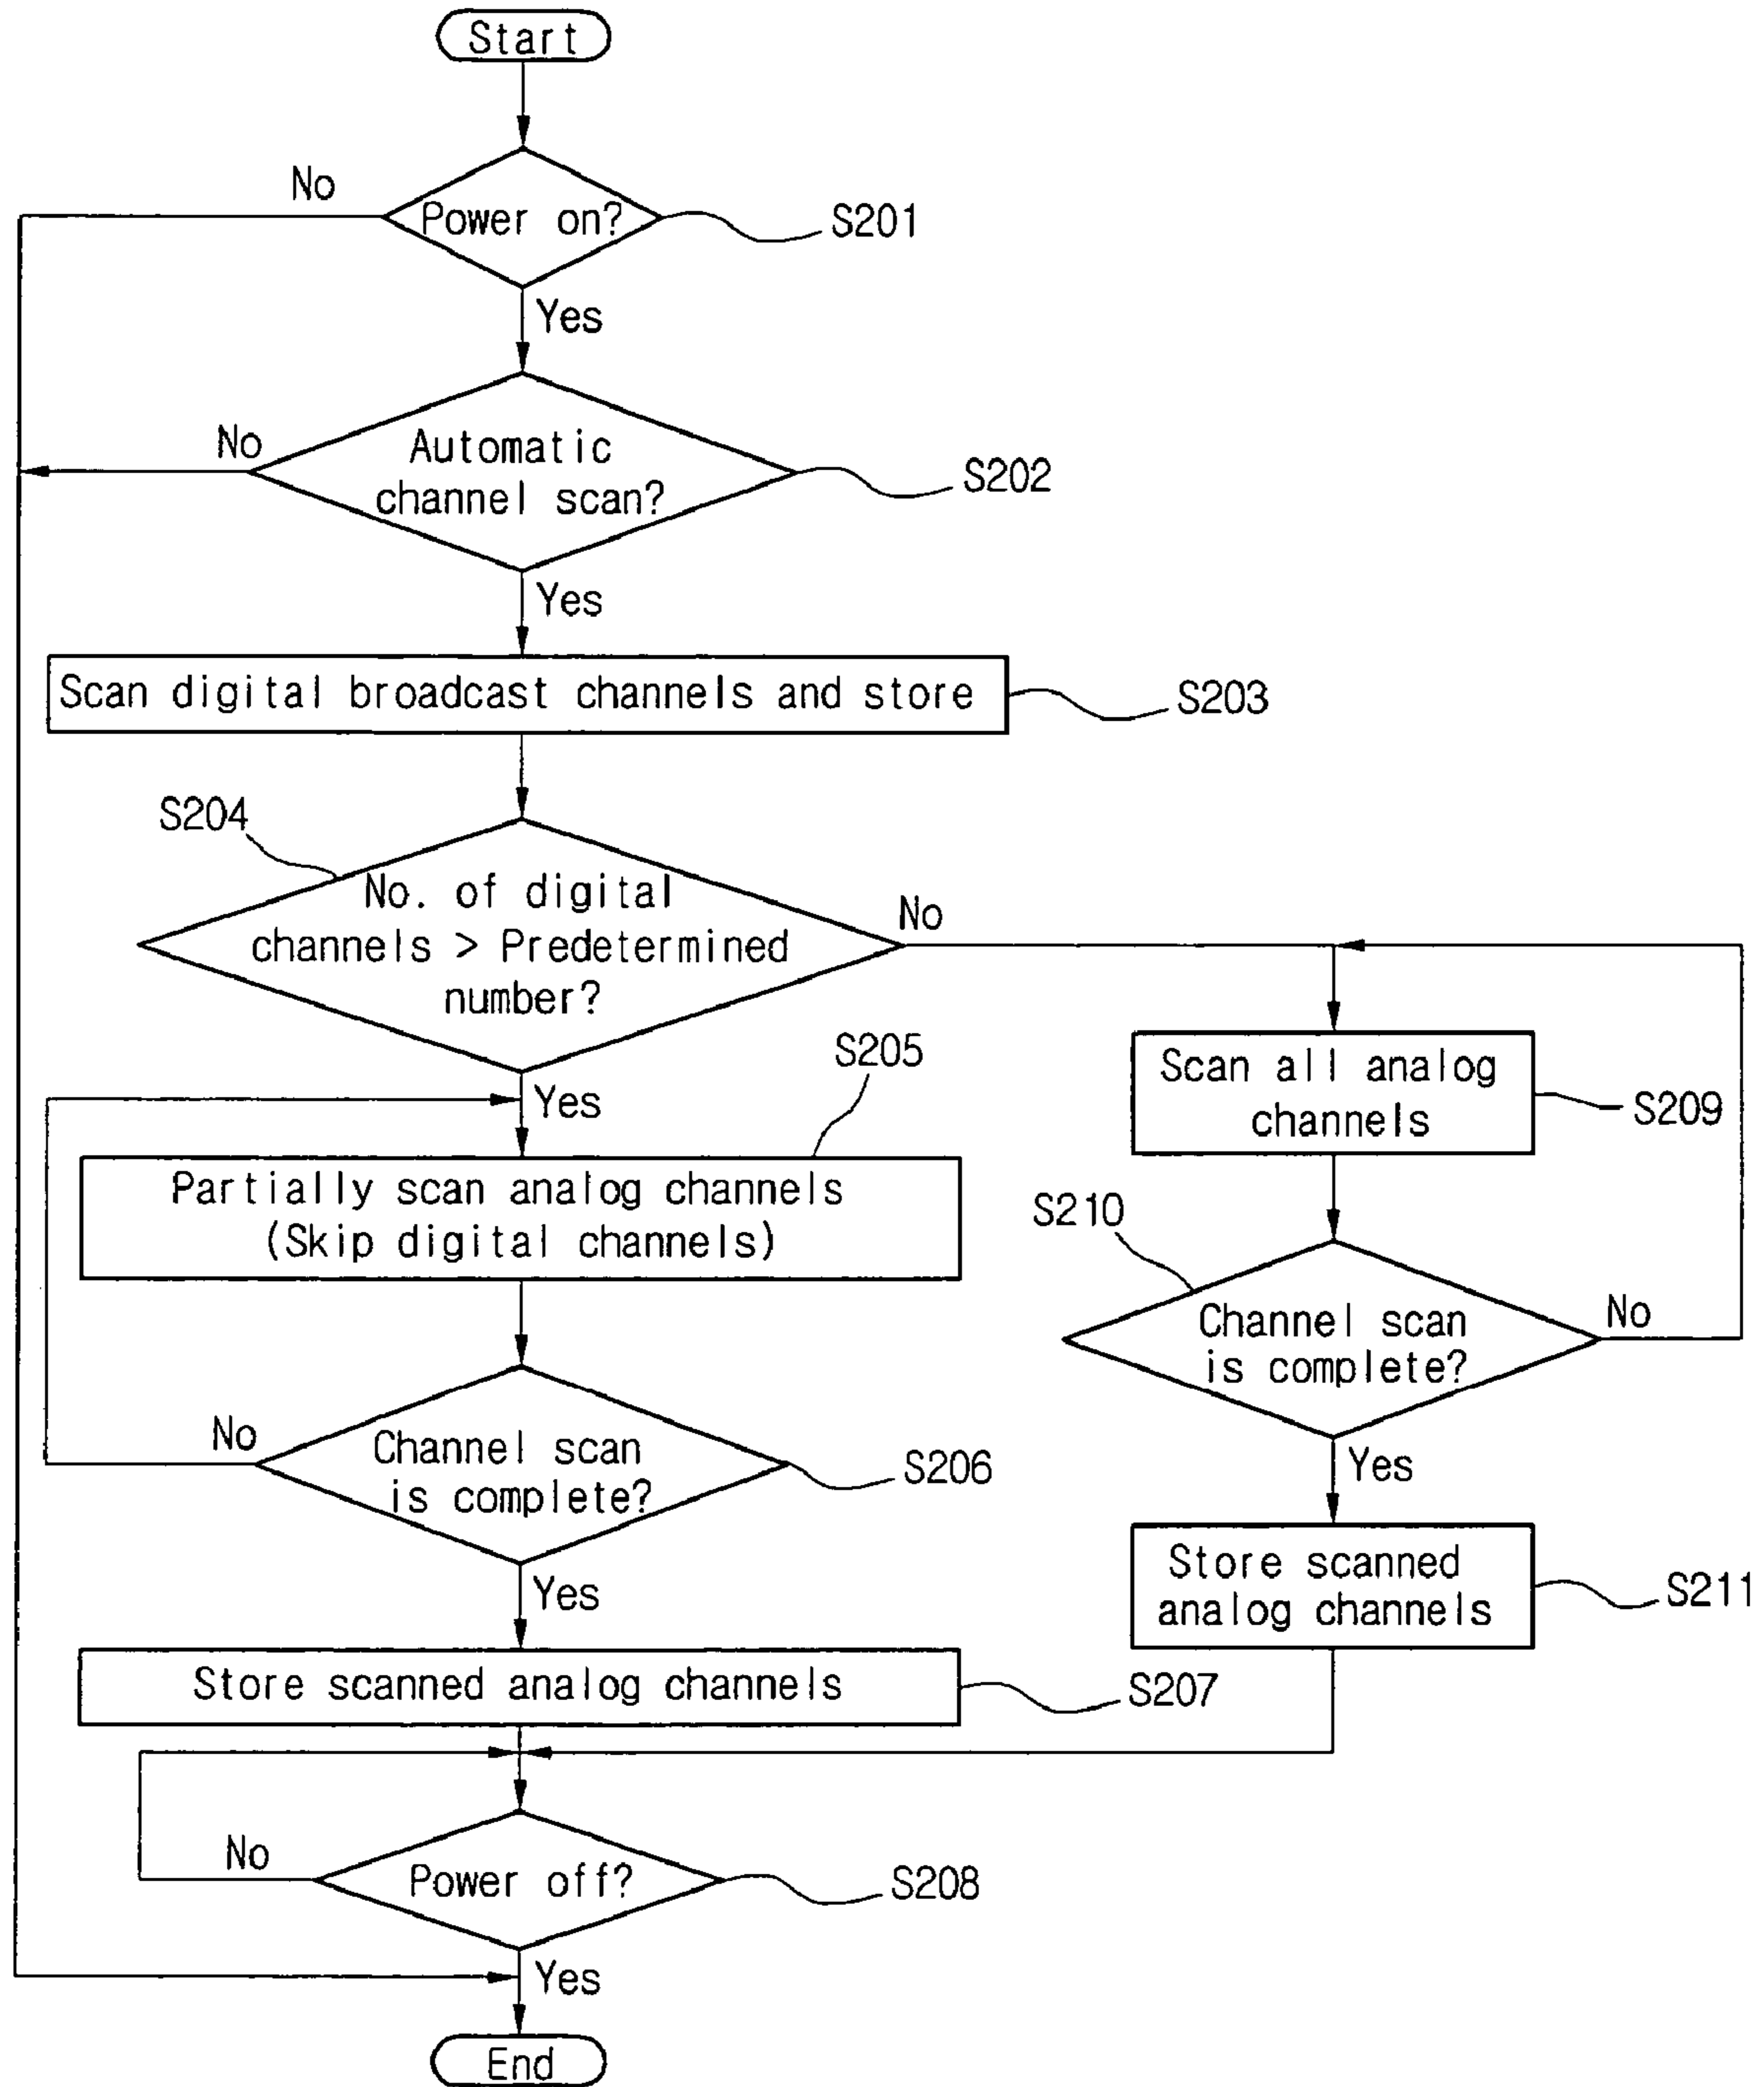 Start
No
Power on?
S201
Yes
No
Automatic
channel scan?
S202
Yes
Scan digital broadcast channels and store
S203
S204
No. of digital
channels > Predetermined
number?
No
Yes
S205
Partially scan analog channels
(Skip digital channels)
Scan all analog
channels
S209
S210
Channel scan
is complete?
No
No
Channel scan
is complete?
S206
Yes
Yes
Store scanned
analog channels
S211
Store scanned analog channels
S207
No
Power off?
S208
Yes
End